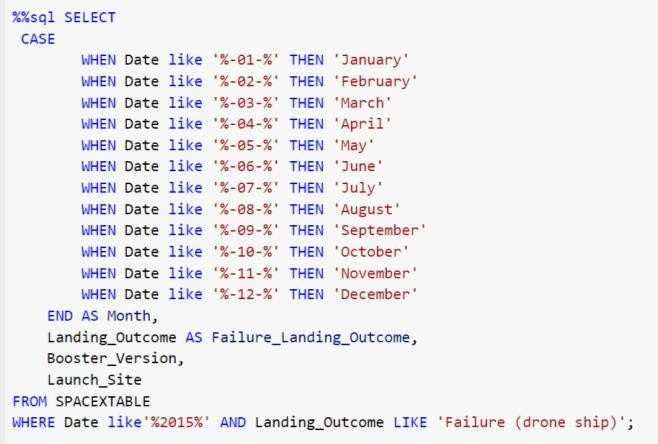 %%sql SELECT
CASE
WHEN Date like '%-01-%' THEN 'January'
WHEN Date like '%-02-%' THEN 'February'
WHEN Date like '%-03-%' THEN 'March'
WHEN Date like '%-04-%' THEN 'April'
WHEN Date like '%-05-%' THEN 'May'
WHEN Date like '%-06-%' THEN 'June'
WHEN Date like '%-07-%' THEN 'July'
WHEN Date like '%-08-%' THEN 'August'
WHEN Date like '%-09-%' THEN 'September'
WHEN Date like '%-10-%' THEN 'October'
WHEN Date like '%-11-%' THEN 'November'
WHEN Date like '%-12-%' THEN 'December'
END AS Month,
Landing_Outcome AS Failure_Landing_Outcome,
Booster_Version,
Launch_Site
FROM SPACEXTABLE
WHERE Date like'%2015%' AND Landing_Outcome LIKE 'Failure (drone ship)';